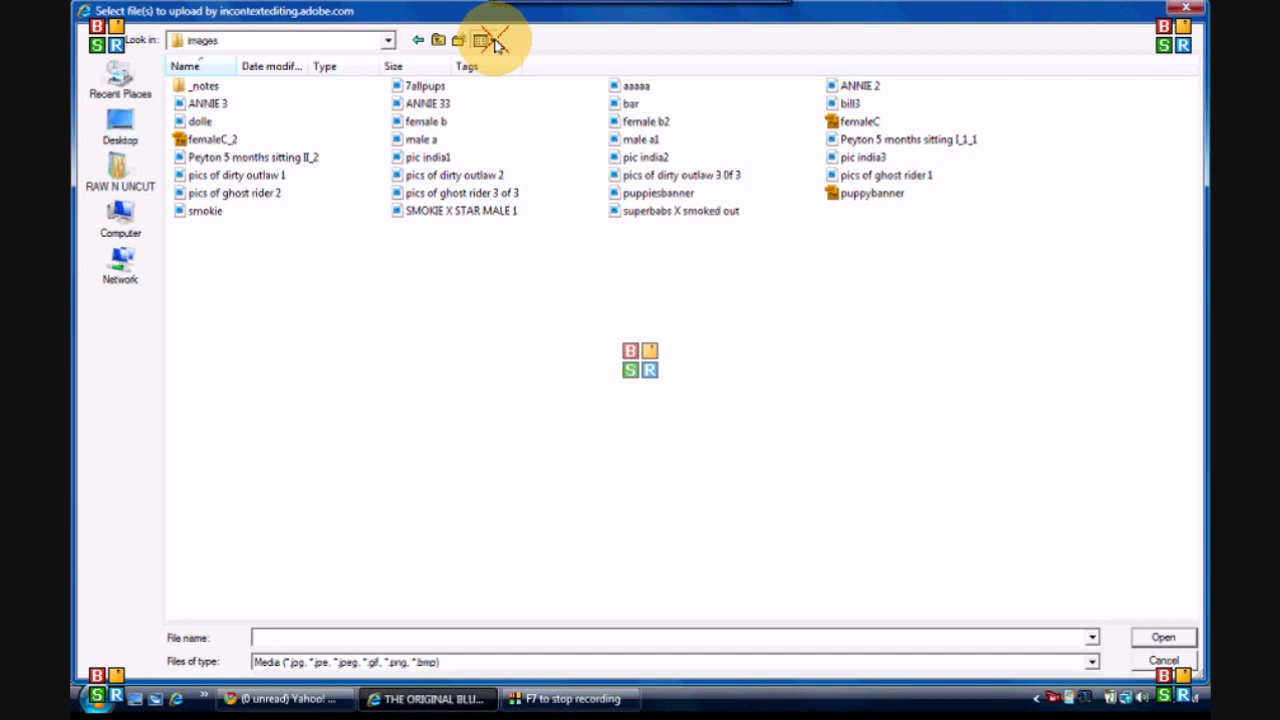 Select file(s) to upload by incontextediting.adobe.com
B
S R
Look in: images
B
S R
Name Date modif... Type Size Tags
_notes 7allpups aaaaa ANNIE 2
ANNIE 3 ANNIE 33 bar bill3
dolle female b female b2 femaleC
femaleC_2 male a male a1 Peyton 5 months sitting I_1_1
Peyton 5 months sitting II_2 pic india1 pic india2 pic india3
pics of dirty outlaw 1 pics of dirty outlaw 2 pics of dirty outlaw 3 0f 3 pics of ghost rider 1
pics of ghost rider 2 pics of ghost rider 3 of 3 puppiesbanner puppybanner
smokie SMOKIE X STAR MALE 1 superbabs X smoked out
Recent Places
Desktop
RAW N UNCUT
Computer
Network
B
S R
File name: Open
Files of type: Media (*.jpg, *.jpe, *.jpeg, *.gif, *.png, *.bmp) Cancel
B
S R
B
S R
» (0 unread) Yahoo! ... THE ORIGINAL BLU... F7 to stop recording